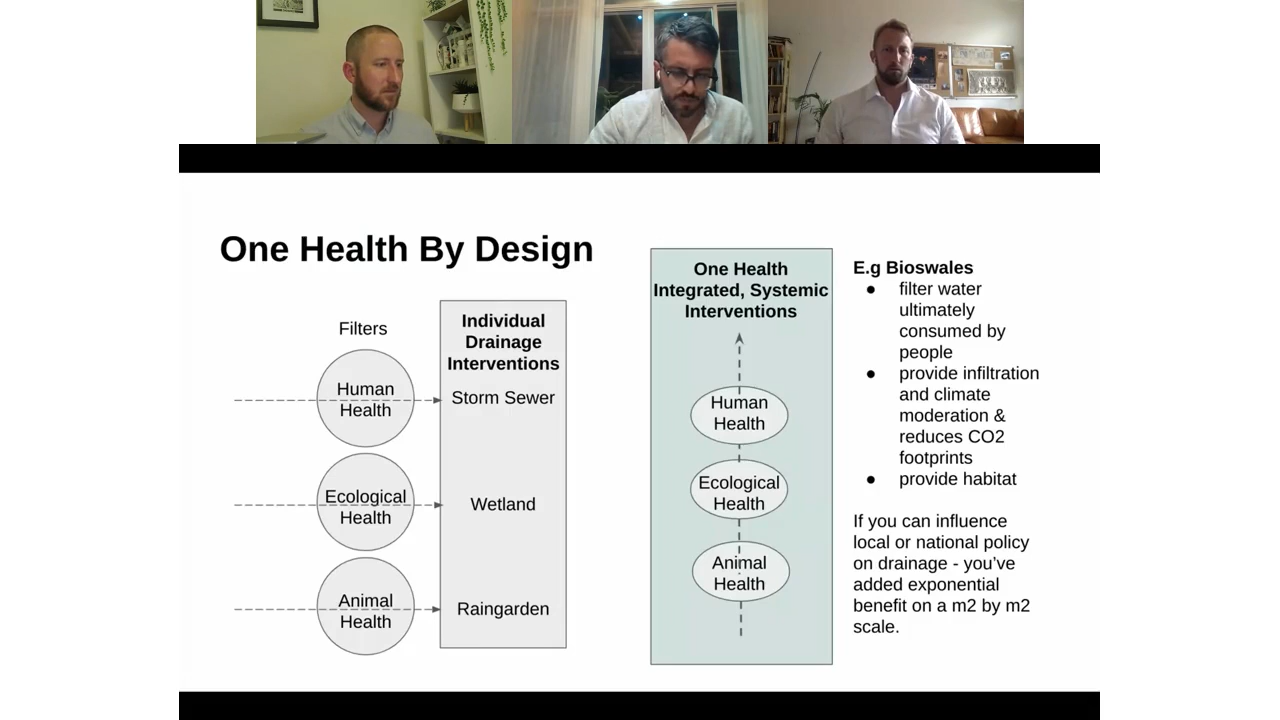 One Health By Design
Filters
Human
Health
Ecological
Health
Animal
Health
Individual
Drainage
Interventions
Storm Sewer
Wetland
Raingarden
One Health
Integrated, Systemic
Interventions
Human
Health
Ecological
Health
Animal
Health
E.g Bioswales
● filter water
ultimately
consumed by
people
● provide infiltration
and climate
moderation &
reduces CO2
footprints
● provide habitat
If you can influence
local or national policy
on drainage - you’ve
added exponential
benefit on a m2 by m2
scale.